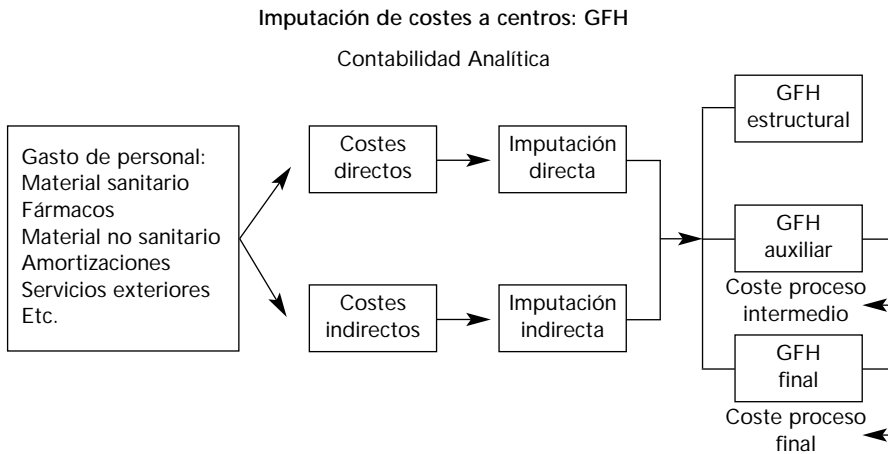 Imputación de costes a centros: GFH
Contabilidad Analítica
Gasto de personal:
Material sanitario
Fármacos
Material no sanitario
Amortizaciones
Servicios exteriores
Etc.
Costes
directos
Imputación
directa
Costes
indirectos
Imputación
indirecta
GFH
estructural
GFH
auxiliar
Coste proceso
intermedio
GFH
final
Coste proceso
final